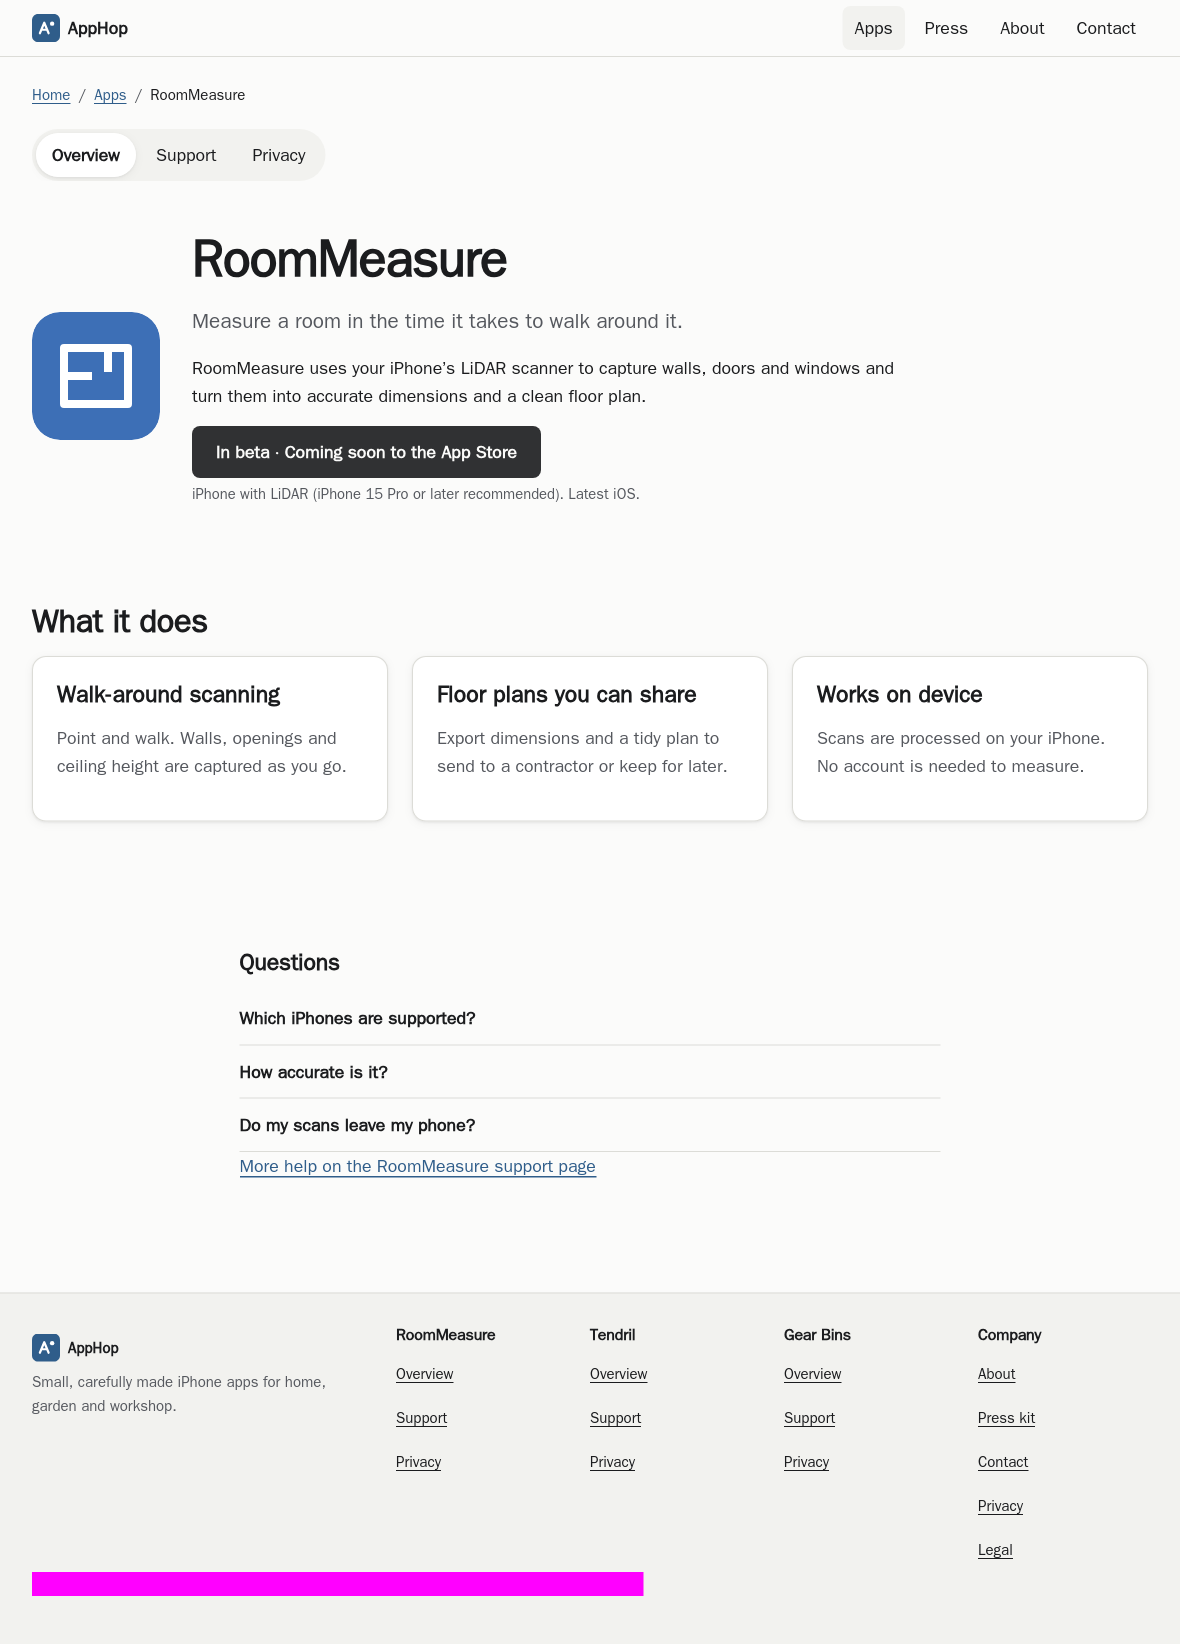 AppHop
Apps
Press
About
Contact
Home / Apps / RoomMeasure
Overview
Support
Privacy
RoomMeasure
Measure a room in the time it takes to walk around it.
RoomMeasure uses your iPhone’s LiDAR scanner to capture walls, doors and windows and
turn them into accurate dimensions and a clean floor plan.
In beta · Coming soon to the App Store
iPhone with LiDAR (iPhone 15 Pro or later recommended). Latest iOS.
What it does
Walk-around scanning
Point and walk. Walls, openings and
ceiling height are captured as you go.
Floor plans you can share
Export dimensions and a tidy plan to
send to a contractor or keep for later.
Works on device
Scans are processed on your iPhone.
No account is needed to measure.
Questions
Which iPhones are supported?
How accurate is it?
Do my scans leave my phone?
More help on the RoomMeasure support page
AppHop
Small, carefully made iPhone apps for home,
garden and workshop.
RoomMeasure
Overview
Support
Privacy
Tendril
Overview
Support
Privacy
Gear Bins
Overview
Support
Privacy
Company
About
Press kit
Contact
Privacy
Legal